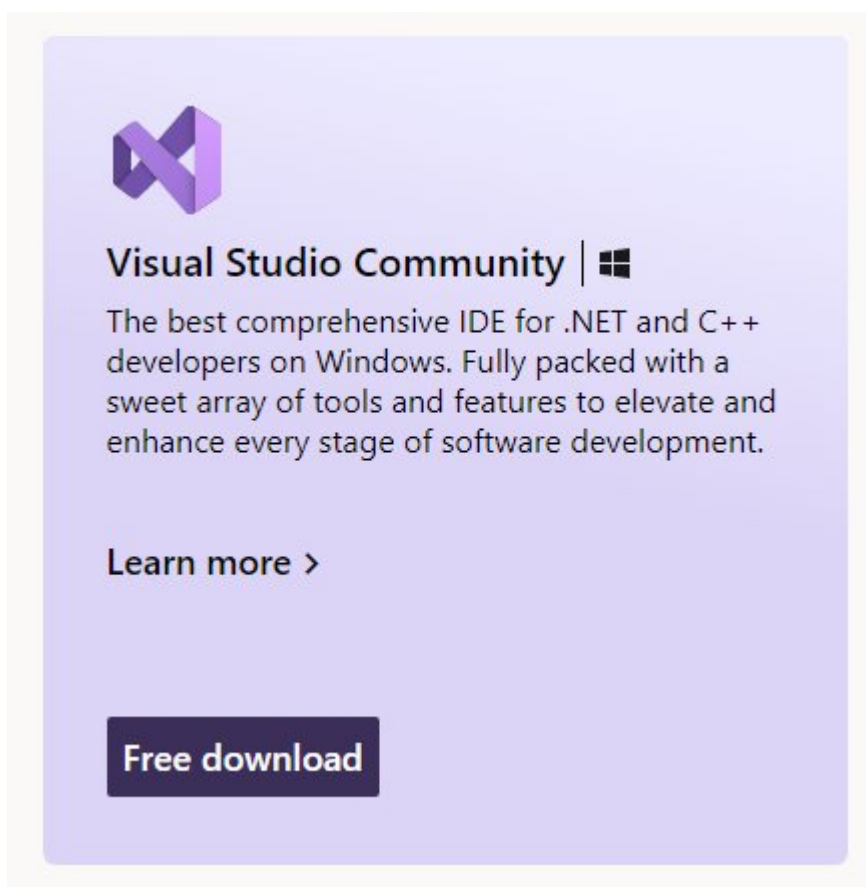 Visual Studio Community
The best comprehensive IDE for .NET and C++
developers on Windows. Fully packed with a
sweet array of tools and features to elevate and
enhance every stage of software development.
Learn more >
Free download